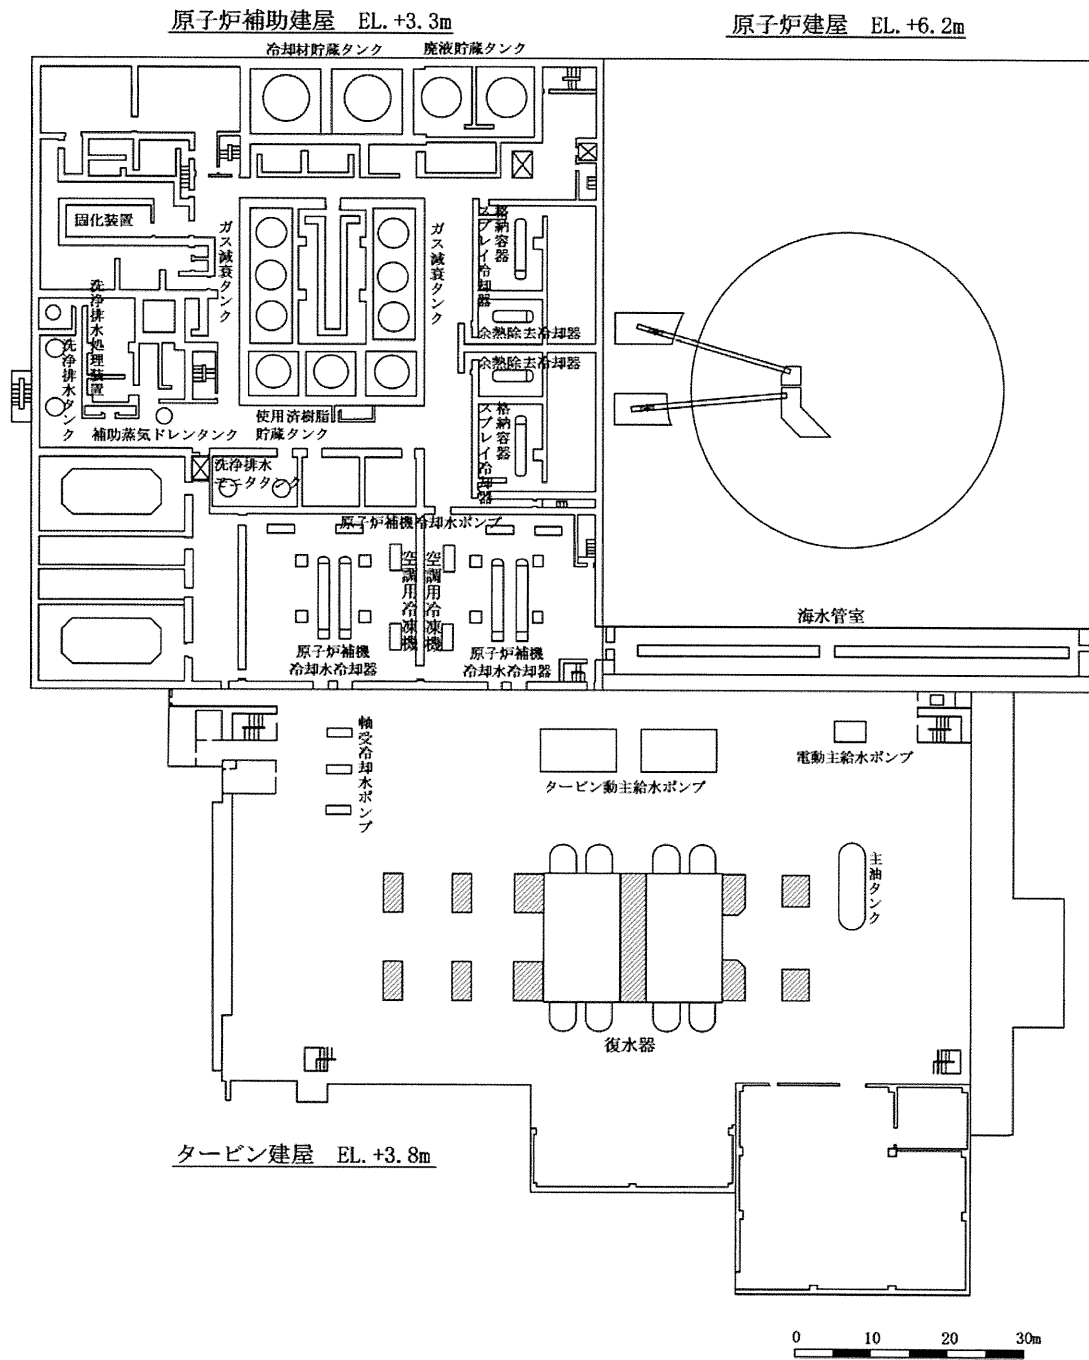 原子炉補助建屋　EL.+3.3m
原子炉建屋　EL.+6.2m
冷却材貯蔵タンク
廃液貯蔵タンク
固化装置
ガス減衰タンク
ガス減衰タンク
格納容器
スプレイ冷却器
余熱除去冷却器
余熱除去冷却器
格納容器
スプレイ冷却器
洗浄排水処理装置
洗浄排水タンク
補助蒸気ドレンタンク
使用済樹脂
貯蔵タンク
洗浄排水
モニタタンク
原子炉補機冷却水ポンプ
空調用冷凍機
空調用冷凍機
原子炉補機
冷却水冷却器
原子炉補機
冷却水冷却器
海水管室
軸受冷却水ポンプ
タービン動主給水ポンプ
電動主給水ポンプ
主油タンク
復水器
タービン建屋　EL.+3.8m
0 10 20 30m